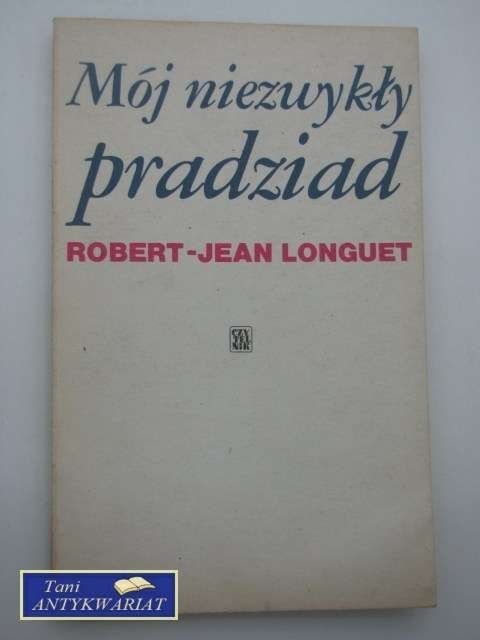 Mój niezwykły
pradziad
ROBERT-JEAN LONGUET
CZY
TEL
NIK
Tani
ANTYKWARIAT